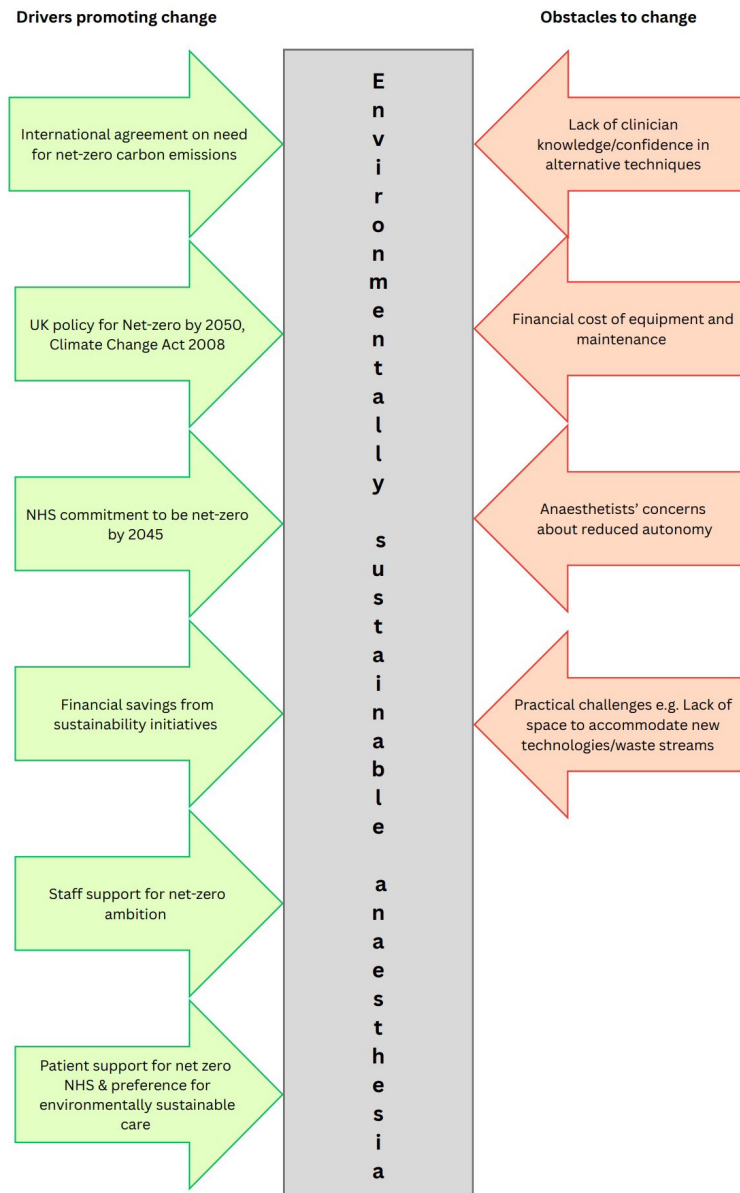 Drivers promoting change
Obstacles to change
International agreement on need
for net-zero carbon emissions
UK policy for Net-zero by 2050,
Climate Change Act 2008
NHS commitment to be net-zero
by 2045
Financial savings from
sustainability initiatives
Staff support for net-zero
ambition
Patient support for net zero
NHS & preference for
environmentally sustainable
care
Environmentally sustainable anaesthesia
Lack of clinician
knowledge/confidence in
alternative techniques
Financial cost of equipment and
maintenance
Anaesthetists’ concerns
about reduced autonomy
Practical challenges e.g. Lack of
space to accommodate new
technologies/waste streams